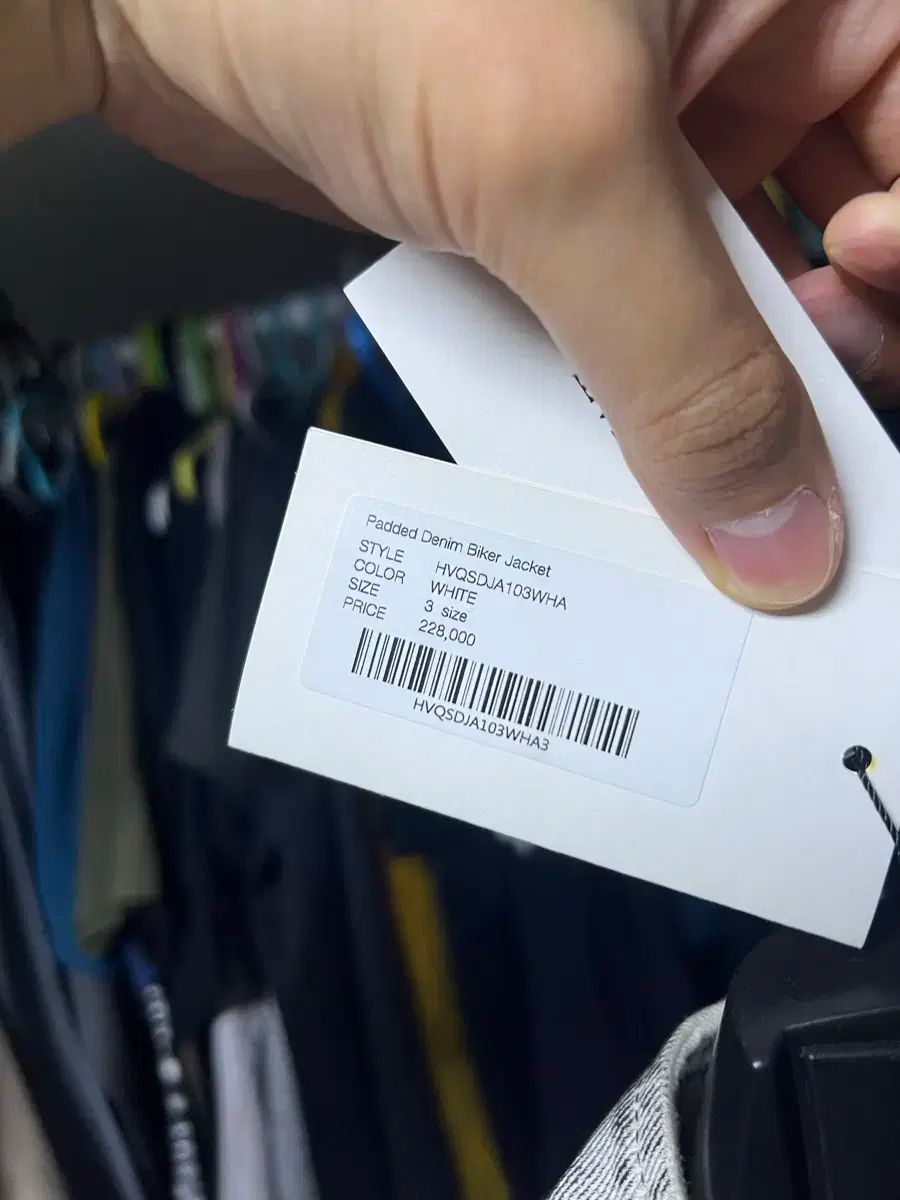 Padded Denim Biker Jacket
STYLE HVQSDJA103WHA
COLOR WHITE
SIZE 3 size
PRICE 228,000
HVQSDJA103WHA3